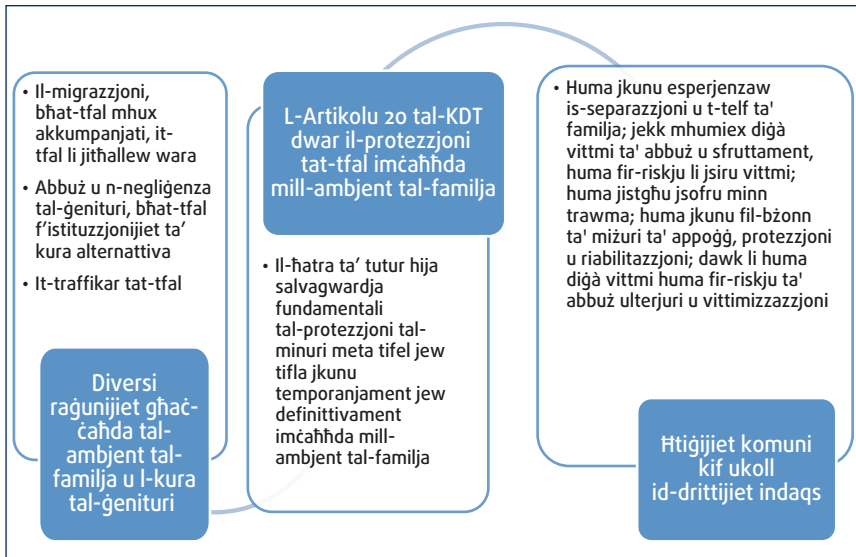 • Il-migrazzjoni,
bħat-tfal mhux
akkumpanjati, it-
tfal li jitħallew wara
• Abbuż u n-negliġenza
tal-ġenituri, bħat-tfal
f'istituzzjonijiet ta'
kura alternattiva
• It-traffikar tat-tfal
Diversi
raġunijiet għaċ-
ċaħda tal-
ambjent tal-
familja u l-kura
tal-ġenituri
L-Artikolu 20 tal-KDT
dwar il-protezzjoni
tat-tfal imċaħħda
mill-ambjent tal-familja
• Il-ħatra ta’ tutur hija
salvagwardja
fundamentali
tal-protezzjoni tal-
minuri meta tifel jew
tifla jkunu
temporanjament jew
definittivament
imċaħħda mill-
ambjent tal-familja
• Huma jkunu esperjenzaw
is-separazzjoni u t-telf ta'
familja; jekk mhumiex diġà
vittmi ta' abbuż u sfruttament,
huma fir-riskju li jsiru vittmi;
huma jistgħu jsofru minn
trawma; huma jkunu fil-bżonn
ta' miżuri ta' appoġġ, protezzjoni
u riabilitazzjoni; dawk li huma
diġà vittmi huma fir-riskju ta'
abbuż ulterjuri u vittimizzazzjoni
Ħtiġijiet komuni
kif ukoll
id-drittijiet indaqs